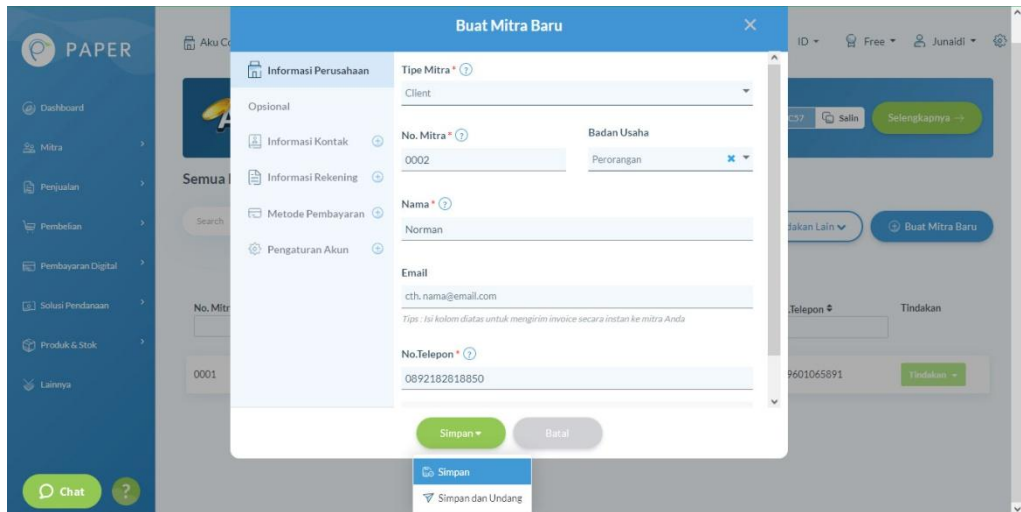 PAPER
Dashboard
Mitra
Penjualan
Pembelian
Pembayaran Digital
Solusi Pendanaan
Produk & Stok
Lainnya
Chat
?
Aku
ID
Free
Junaidi
Salin
Selengkapnya →
Semua
Search
Buat Mitra Baru
No. Mitr
.Telepon
Tindakan
0001
9601065891
Tindakan
Buat Mitra Baru
Informasi Perusahaan
Opsional
Informasi Kontak
Informasi Rekening
Metode Pembayaran
Pengaturan Akun
Tipe Mitra * ?
Client
No. Mitra * ?
0002
Badan Usaha
Perorangan
Nama * ?
Norman
Email
cth. nama@email.com
Tips : Isi kolom diatas untuk mengirim invoice secara instan ke mitra Anda
No.Telepon * ?
0892182818850
Simpan
Batal
Simpan
Simpan dan Undang